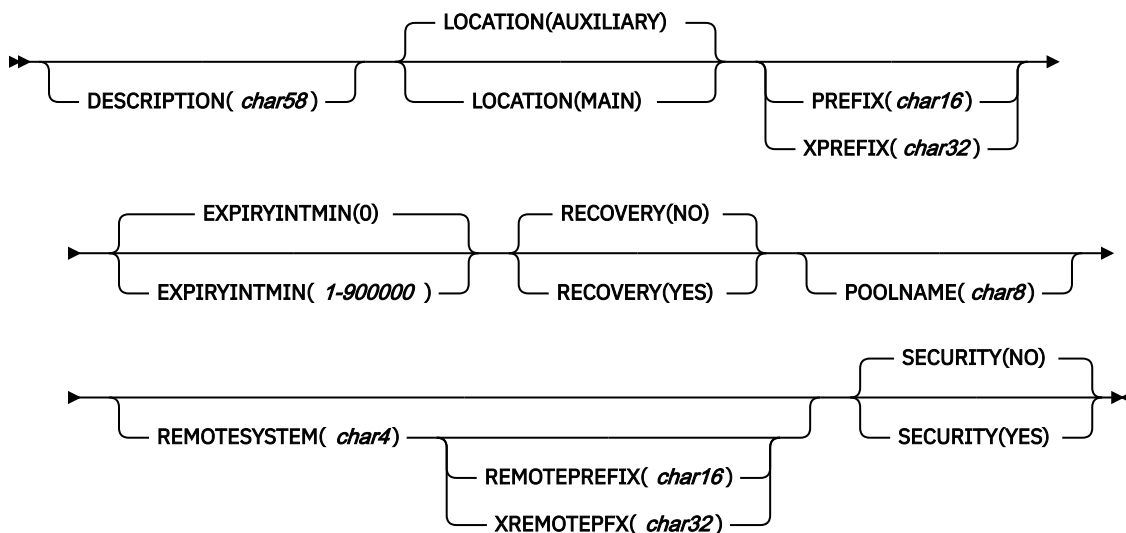 LOCATION(AUXILIARY)
DESCRIPTION( char58)
LOCATION(MAIN)
PREFIX( char16)
XPREFIX( char32)
EXPIRYINTMIN(0)
RECOVERY(NO)
EXPIRYINTMIN( 1-900000 )
RECOVERY(YES)
POOLNAME( char8)
SECURITY(NO)
REMOTESYSTEM( char4)
SECURITY(YES)
REMOTEPREFIX( char16)
XREMOTEPFX( char32)